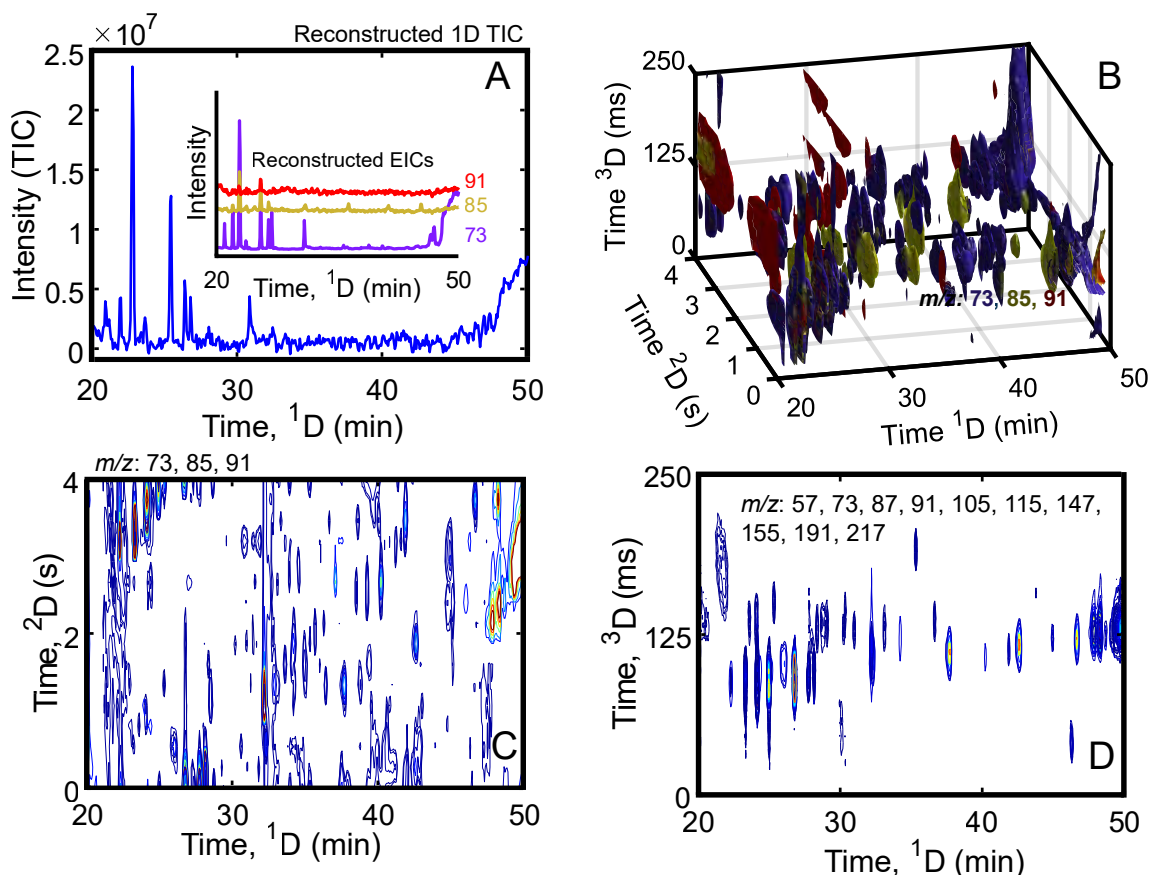 ×10⁷
Reconstructed 1D TIC
2.5
2
1.5
1
0.5
0
Intensity (TIC)
A
Reconstructed EICs
Intensity
91
85
73
20
50
Time, ¹D (min)
20
30
40
50
Time, ¹D (min)
B
250
125
0
Time ³D (ms)
4
3
2
1
0
Time ²D (s)
m/z: 73, 85, 91
20
30
40
50
Time ¹D (min)
m/z: 73, 85, 91
4
2
0
Time, ²D (s)
C
20
30
40
50
Time, ¹D (min)
250
125
0
Time, ³D (ms)
m/z: 57, 73, 87, 91, 105, 115, 147,
155, 191, 217
D
20
30
40
50
Time, ¹D (min)